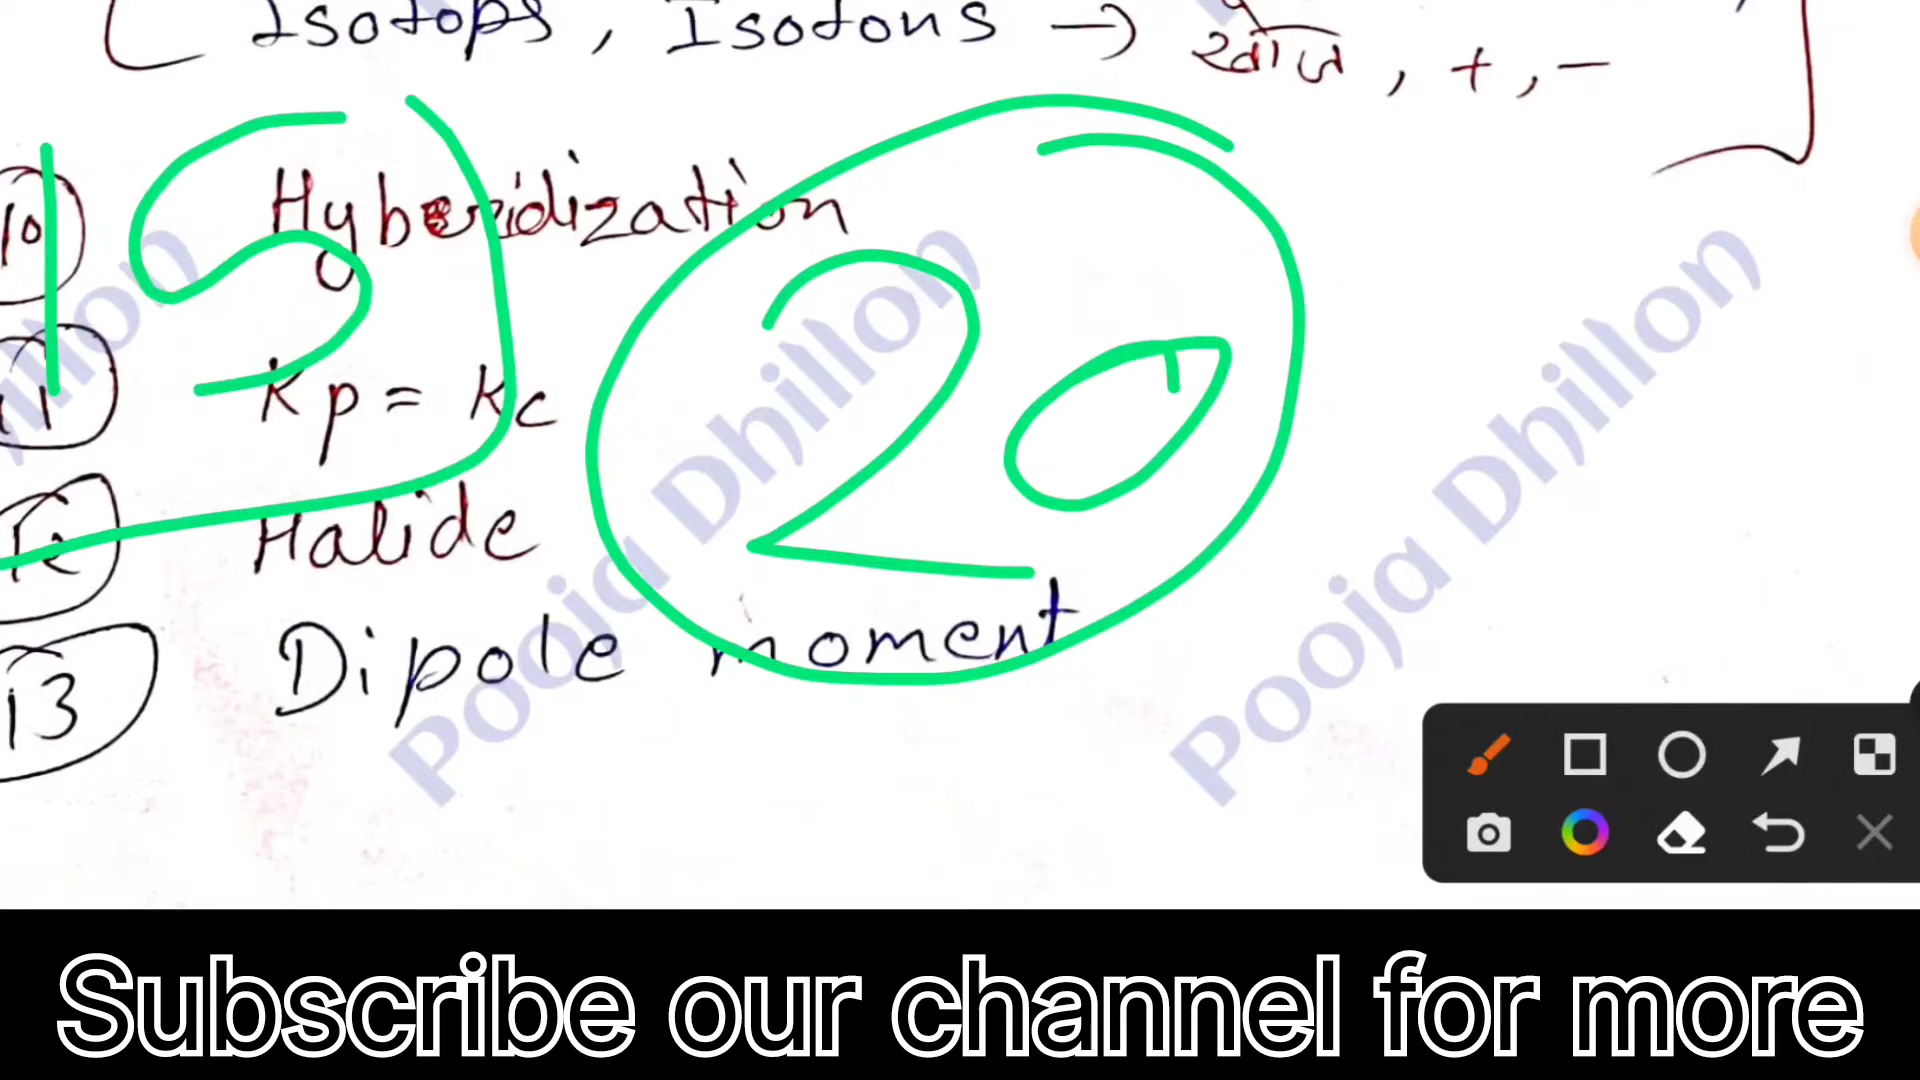 Isotops, Isotons → खोज, +, -
10 Hyberidization
11 Kp = Kc
12 Halide
13 Dipole moment
15
20
Pooja Dhillon
Pooja Dhillon
Subscribe our channel for more